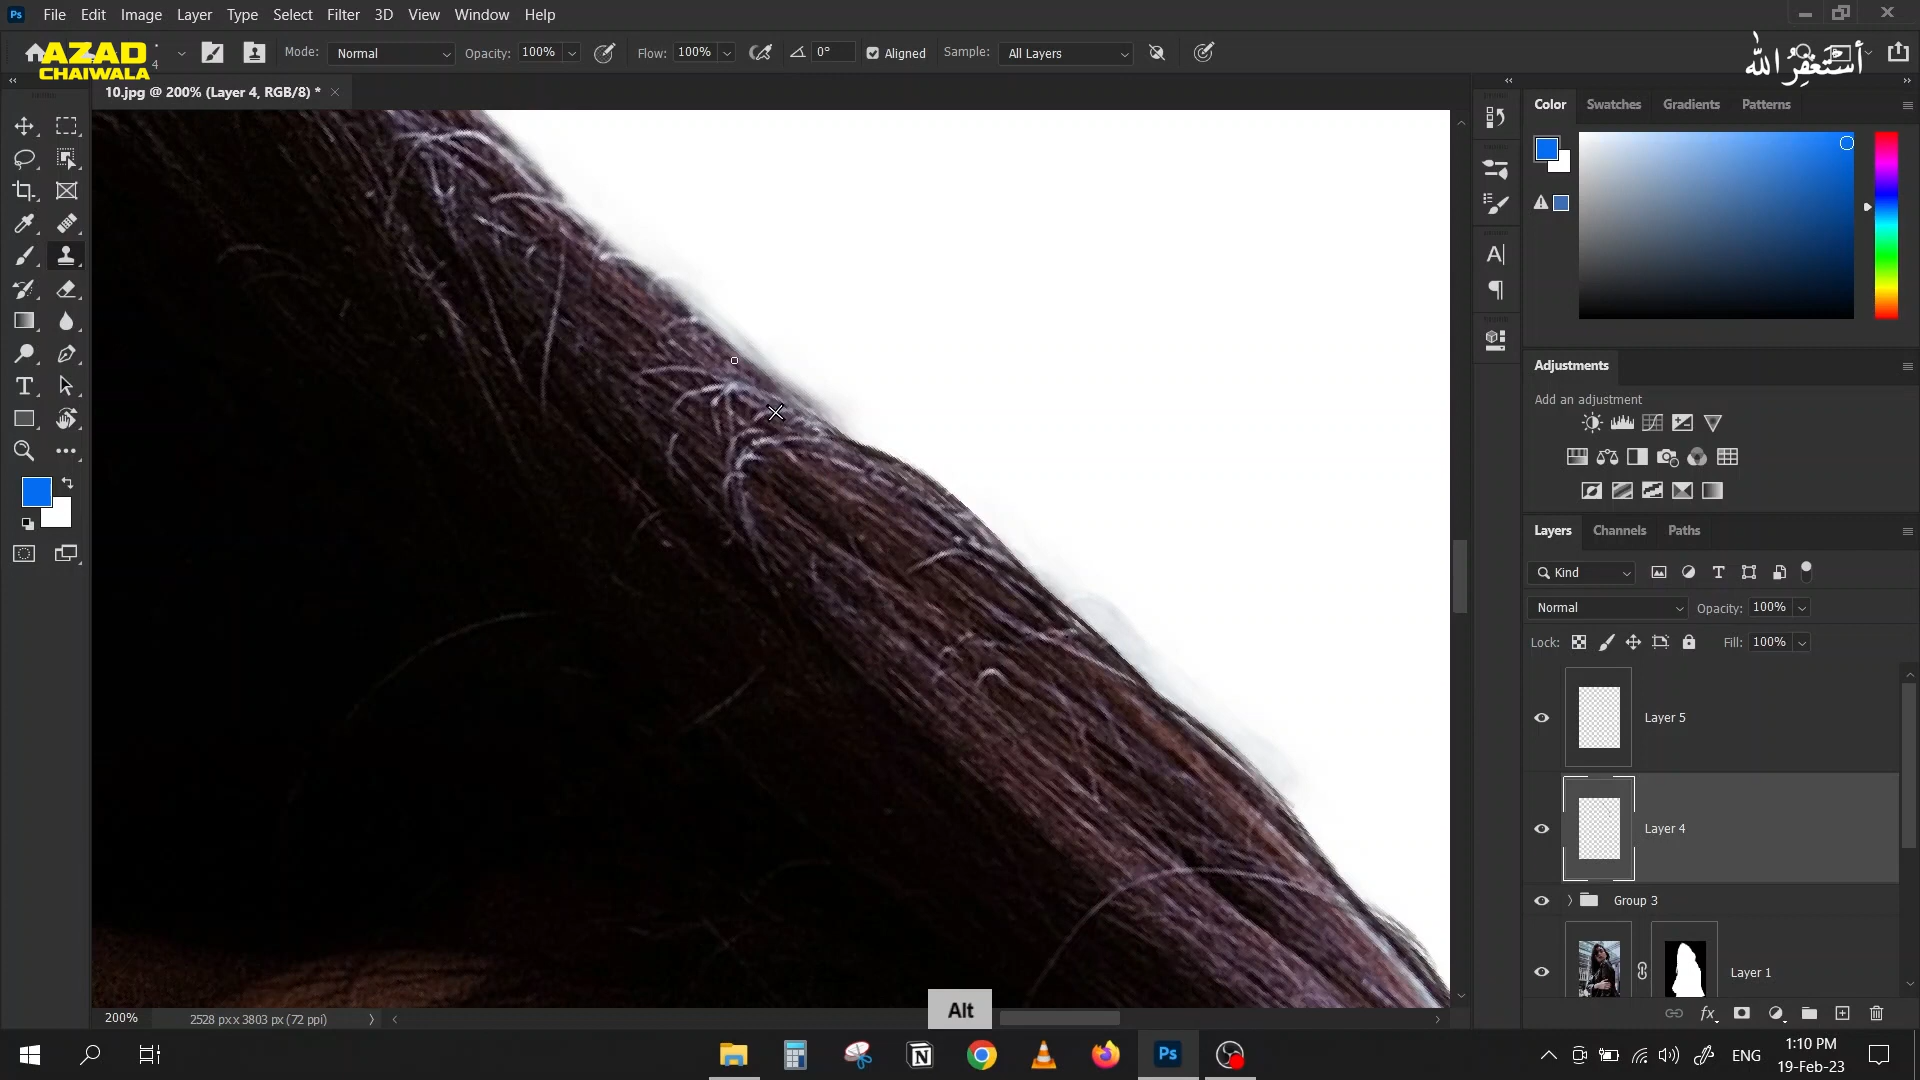 Ps File Edit Image Layer Type Select Filter 3D View Window Help
AZAD
CHAIWALA
4 Mode: Normal Opacity: 100% Flow: 100% 0° Aligned Sample: All Layers
أستغفر الله
10.jpg @ 200% (Layer 4, RGB/8) *
Color Swatches Gradients Patterns
Adjustments
Add an adjustment
Layers Channels Paths
Kind
Normal Opacity: 100%
Lock: Fill: 100%
Layer 5
Layer 4
Group 3
Layer 1
fx
Alt
200% 2528 px x 3803 px (72 ppi)
Ps ENG 1:10 PM
19-Feb-23